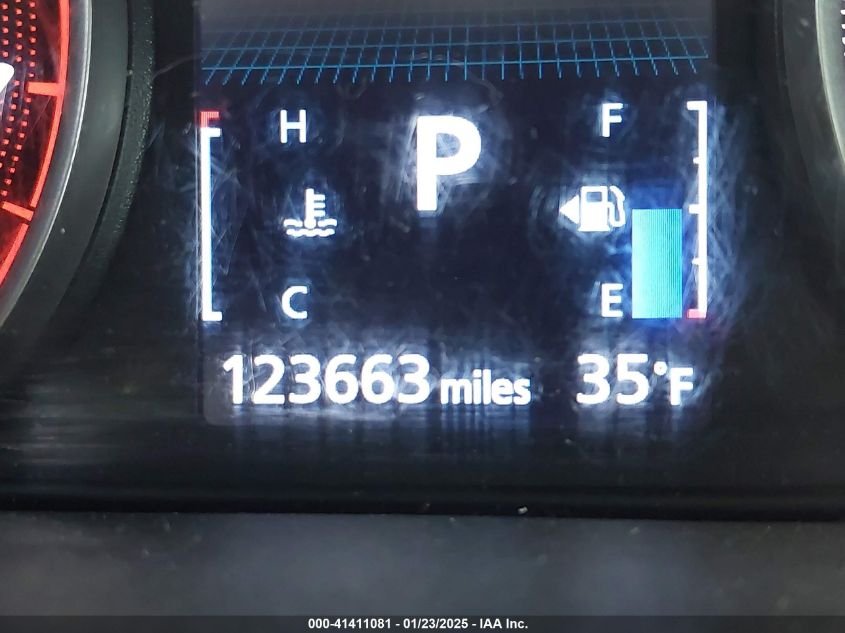 H P F
C E
123663 miles 35°F
000-41411081 - 01/23/2025 - IAA Inc.